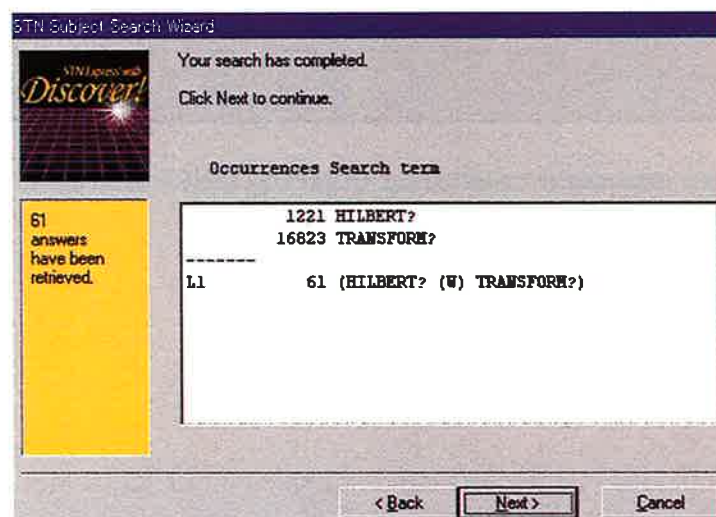 STN Subject Search Wizard
STN Express with
Discover!
Your search has completed.
Click Next to continue.
Occurrences Search term
61
answers
have been
retrieved.
1221 HILBERT?
16823 TRANSFORM?
-------
L1 61 (HILBERT? (W) TRANSFORM?)
< Back
Next >
Cancel